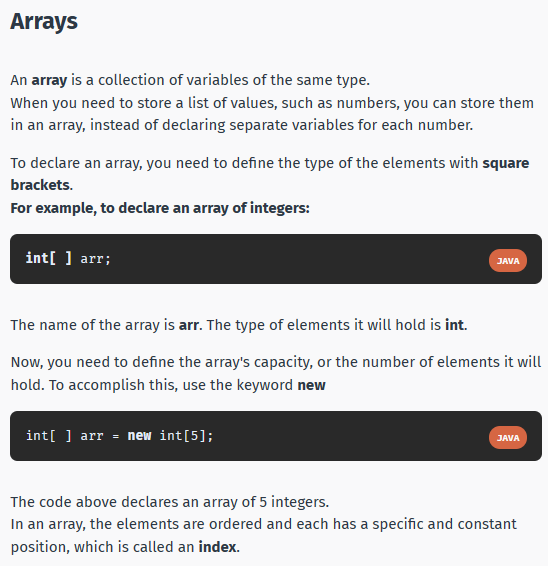 Arrays
An array is a collection of variables of the same type.
When you need to store a list of values, such as numbers, you can store them
in an array, instead of declaring separate variables for each number.
To declare an array, you need to define the type of the elements with square
brackets.
For example, to declare an array of integers:
int[ ] arr;
JAVA
The name of the array is arr. The type of elements it will hold is int.
Now, you need to define the array's capacity, or the number of elements it will
hold. To accomplish this, use the keyword new
int[ ] arr = new int[5];
JAVA
The code above declares an array of 5 integers.
In an array, the elements are ordered and each has a specific and constant
position, which is called an index.